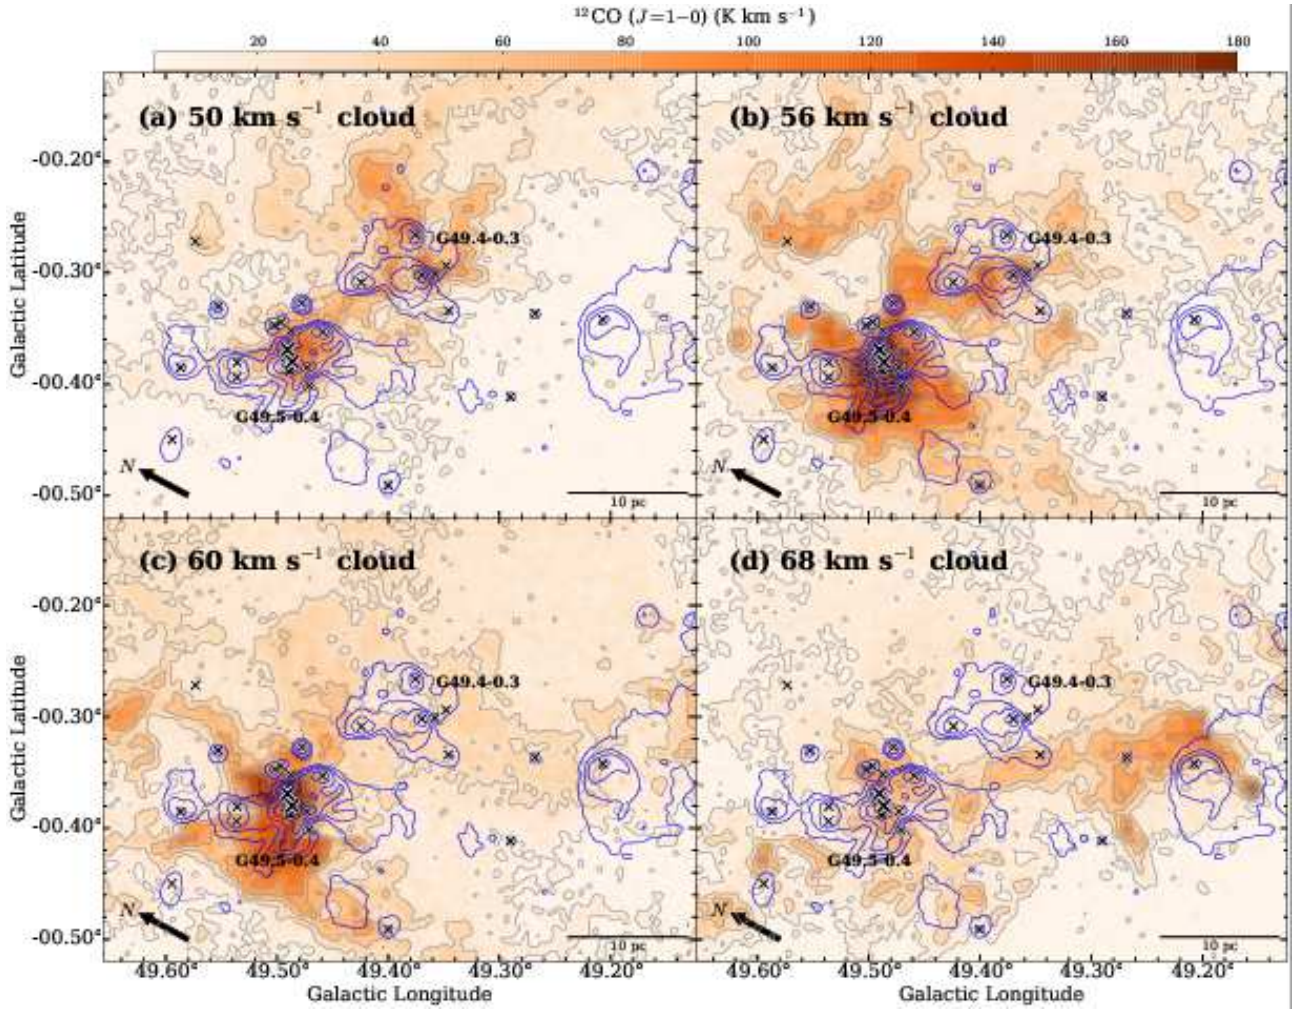 ¹²CO (J=1−0) (K km s⁻¹)
20 40 60 80 100 120 140 160 180
(a) 50 km s⁻¹ cloud
(b) 56 km s⁻¹ cloud
-00.20°
-00.30°
-00.40°
-00.50°
Galactic Latitude
G49.4-0.3
G49.5-0.4
N
10 pc
G49.4-0.3
G49.5-0.4
N
10 pc
(c) 60 km s⁻¹ cloud
(d) 68 km s⁻¹ cloud
-00.20°
-00.30°
-00.40°
-00.50°
Galactic Latitude
G49.4-0.3
G49.5-0.4
N
10 pc
G49.4-0.3
G49.5-0.4
N
10 pc
49.60° 49.50° 49.40° 49.30° 49.20°
49.60° 49.50° 49.40° 49.30° 49.20°
Galactic Longitude
Galactic Longitude